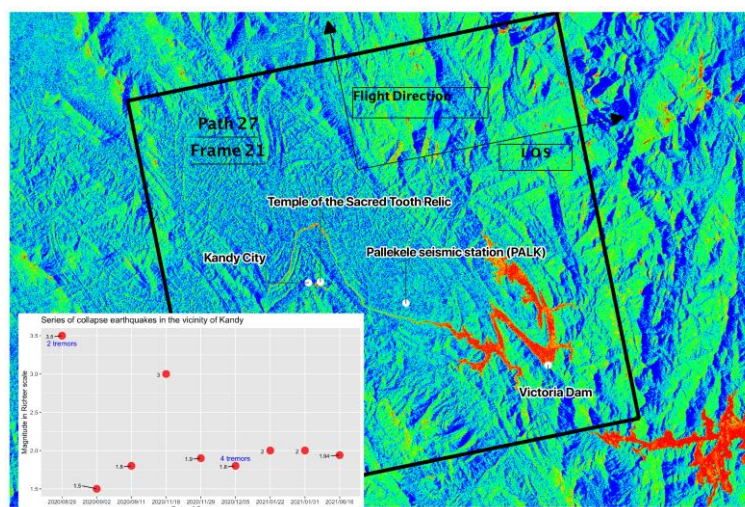 Flight Direction
Path 27
Frame 21
LOS
Temple of the Sacred Tooth Relic
Kandy City
Pallekele seismic station (PALK)
Victoria Dam
Series of collapse earthquakes in the vicinity of Kandy
Magnitude in Richter scale
3.5
3.0
2.5
2.0
1.5
2 tremors
1.5
1.8
3
1.9
4 tremors
1.8
2
2
1.94
2020/08/29
2020/09/02
2020/09/11
2020/11/18
2020/11/29
2020/12/05
2021/01/22
2021/01/31
2021/06/16